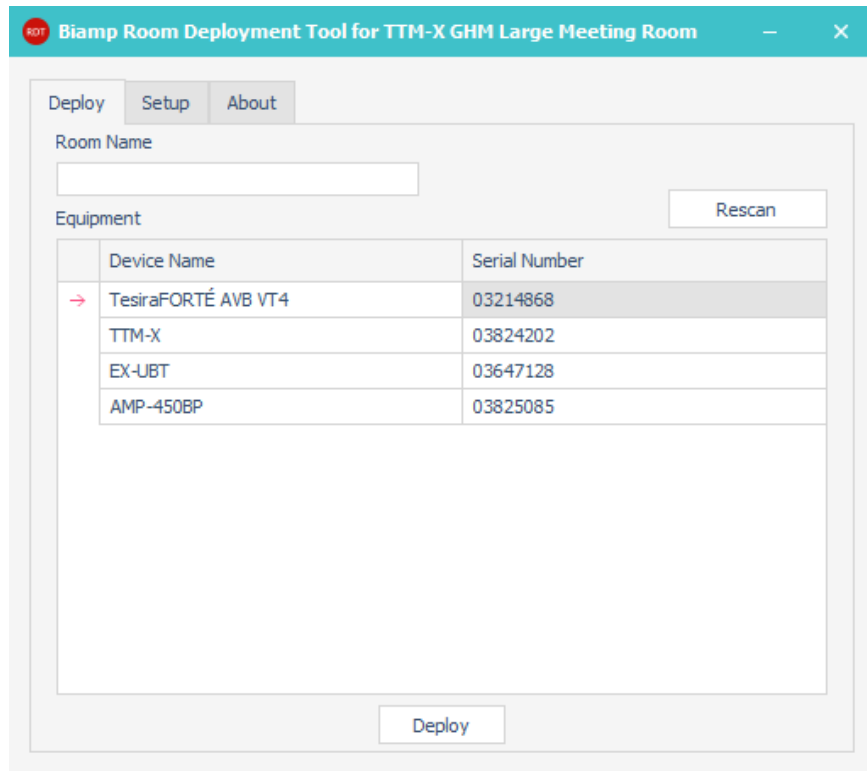 RDT Biamp Room Deployment Tool for TTM-X GHM Large Meeting Room
Deploy Setup About
Room Name
Rescan
Equipment
Device Name Serial Number
TesiraFORTÉ AVB VT4 03214868
TTM-X 03824202
EX-UBT 03647128
AMP-450BP 03825085
Deploy